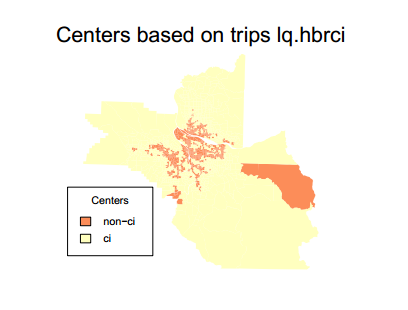 Centers based on trips lq.hbrci
Centers
non−ci
ci